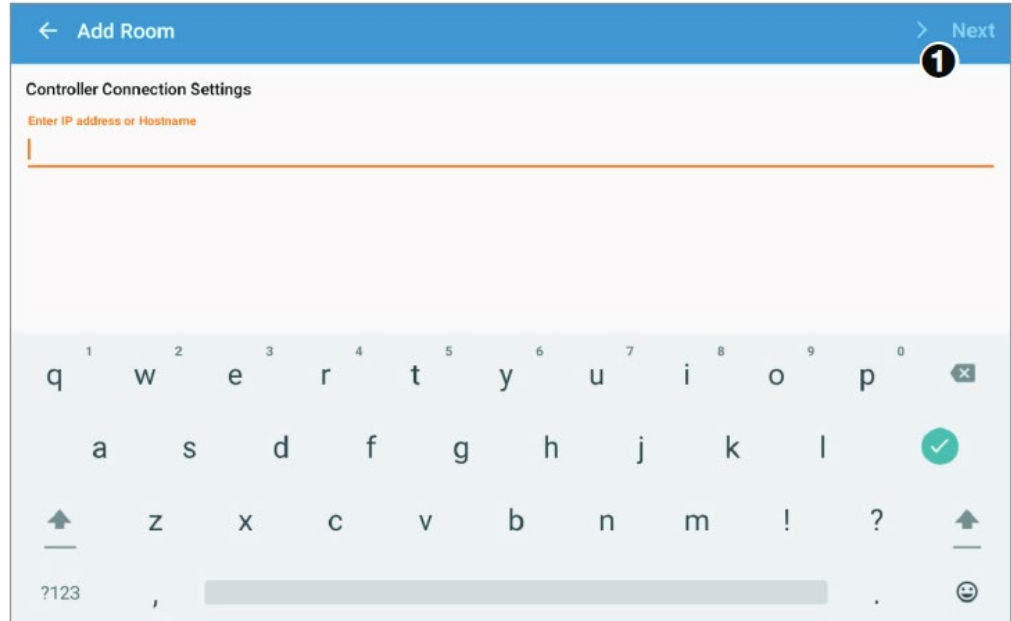 ← Add Room > Next
❶
Controller Connection Settings
Enter IP address or Hostname
1 2 3 4 5 6 7 8 9 0
q w e r t y u i o p
a s d f g h j k l
z x c v b n m ! ?
?123 , .